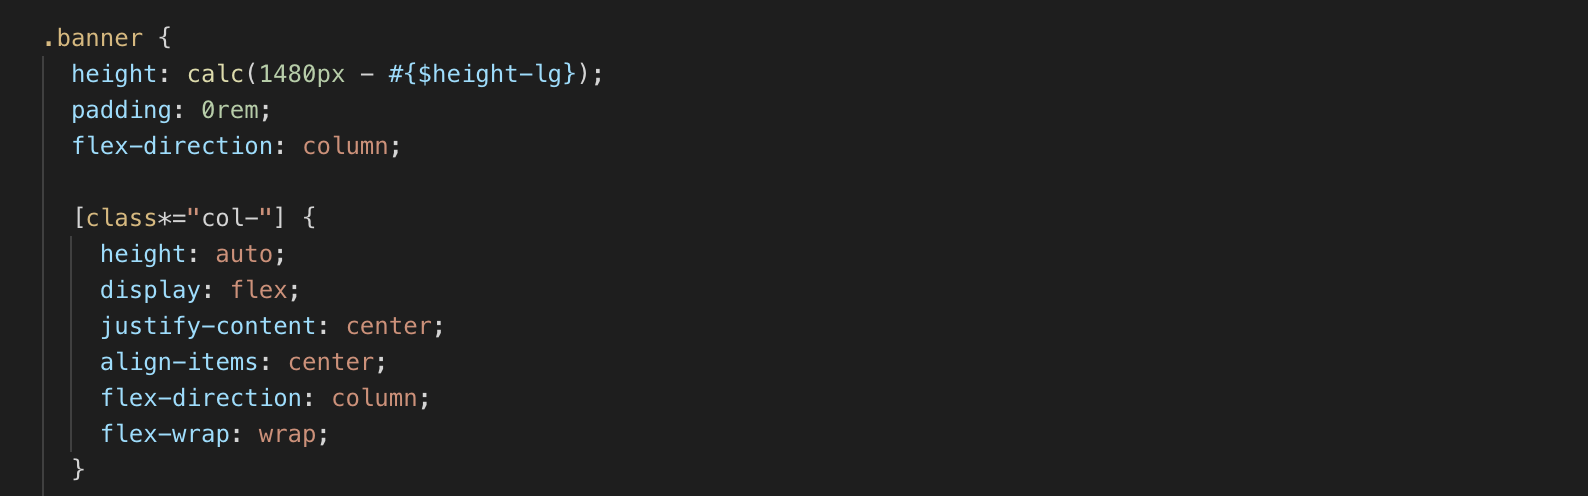 .banner {
  height: calc(1480px - #{$height-lg});
  padding: 0rem;
  flex-direction: column;

  [class*="col-"] {
    height: auto;
    display: flex;
    justify-content: center;
    align-items: center;
    flex-direction: column;
    flex-wrap: wrap;
  }